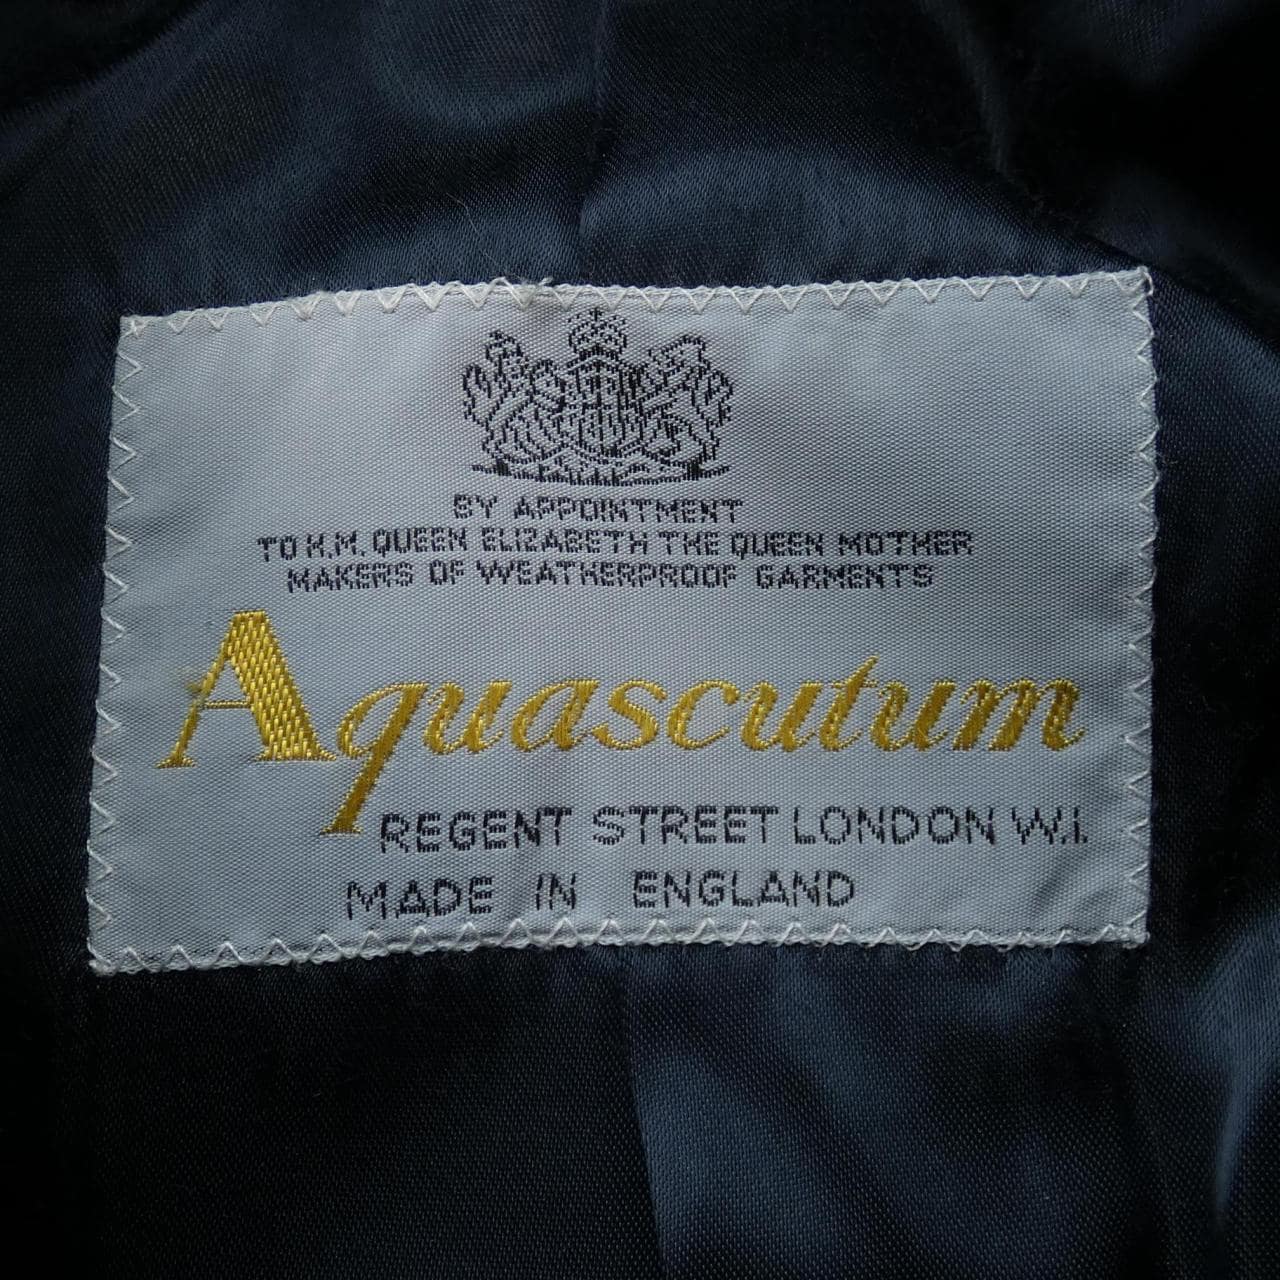 BY APPOINTMENT
TO H.M. QUEEN ELIZABETH THE QUEEN MOTHER
MAKERS OF WEATHERPROOF GARMENTS
Aquascutum
REGENT STREET LONDON W.1.
MADE IN ENGLAND